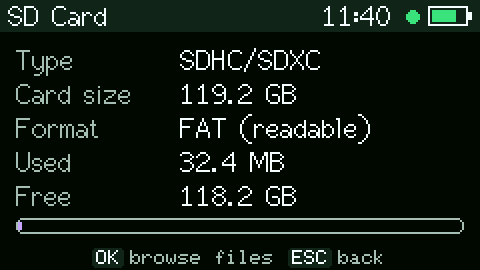 SD Card 11:40
Type SDHC/SDXC
Card size 119.2 GB
Format FAT (readable)
Used 32.4 MB
Free 118.2 GB
OK browse files ESC back